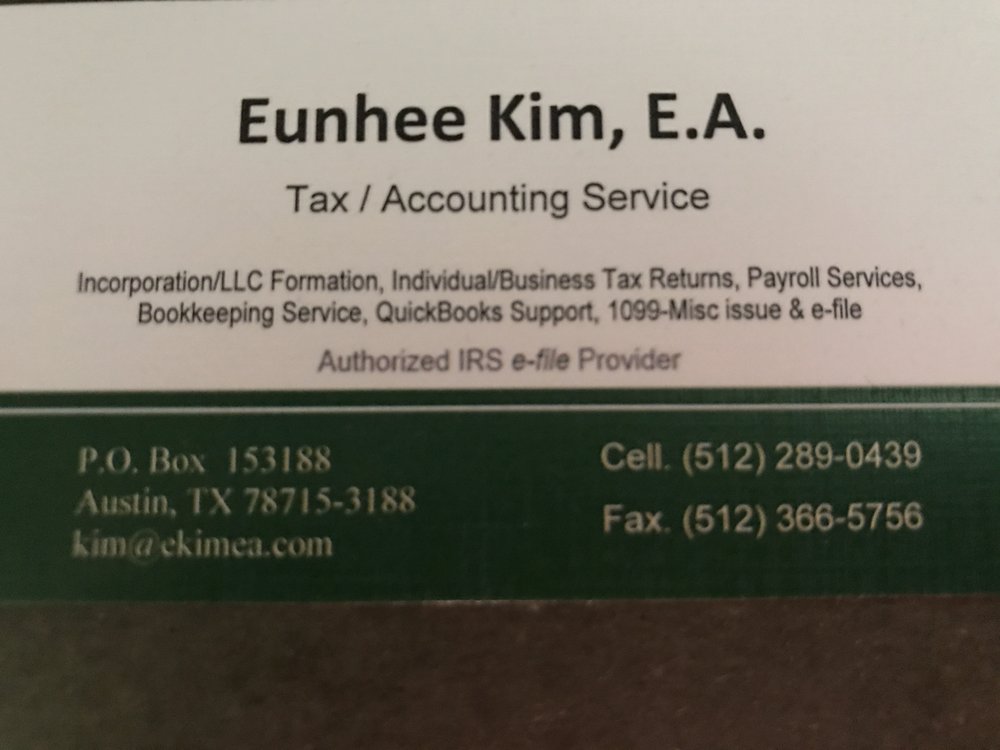 Eunhee Kim, E.A.
Tax / Accounting Service
Incorporation/LLC Formation, Individual/Business Tax Returns, Payroll Services,
Bookkeeping Service, QuickBooks Support, 1099-Misc issue & e-file
Authorized IRS e-file Provider
P.O. Box 153188
Austin, TX 78715-3188
kim@ekimea.com
Cell. (512) 289-0439
Fax. (512) 366-5756